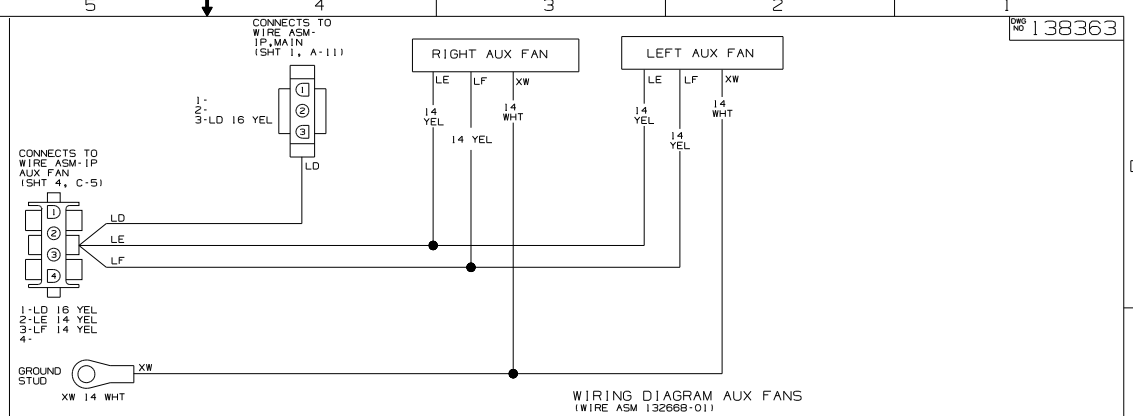 5 4 3 2 1
DWG NO 138363
CONNECTS TO
WIRE ASM-
IP,MAIN
(SHT 1, A-11)
RIGHT AUX FAN
LEFT AUX FAN
LE LF XW
LE LF XW
1
2
3
1-
2-
3-LD 16 YEL
14
YEL
14 YEL
14
WHT
14
YEL
14
YEL
14
WHT
LD
CONNECTS TO
WIRE ASM-IP
AUX FAN
(SHT 4, C-5)
1
2
3
4
LD
LE
LF
1-LD 16 YEL
2-LE 14 YEL
3-LF 14 YEL
4-
GROUND
STUD
XW
XW 14 WHT
WIRING DIAGRAM AUX FANS
(WIRE ASM 132668-01)